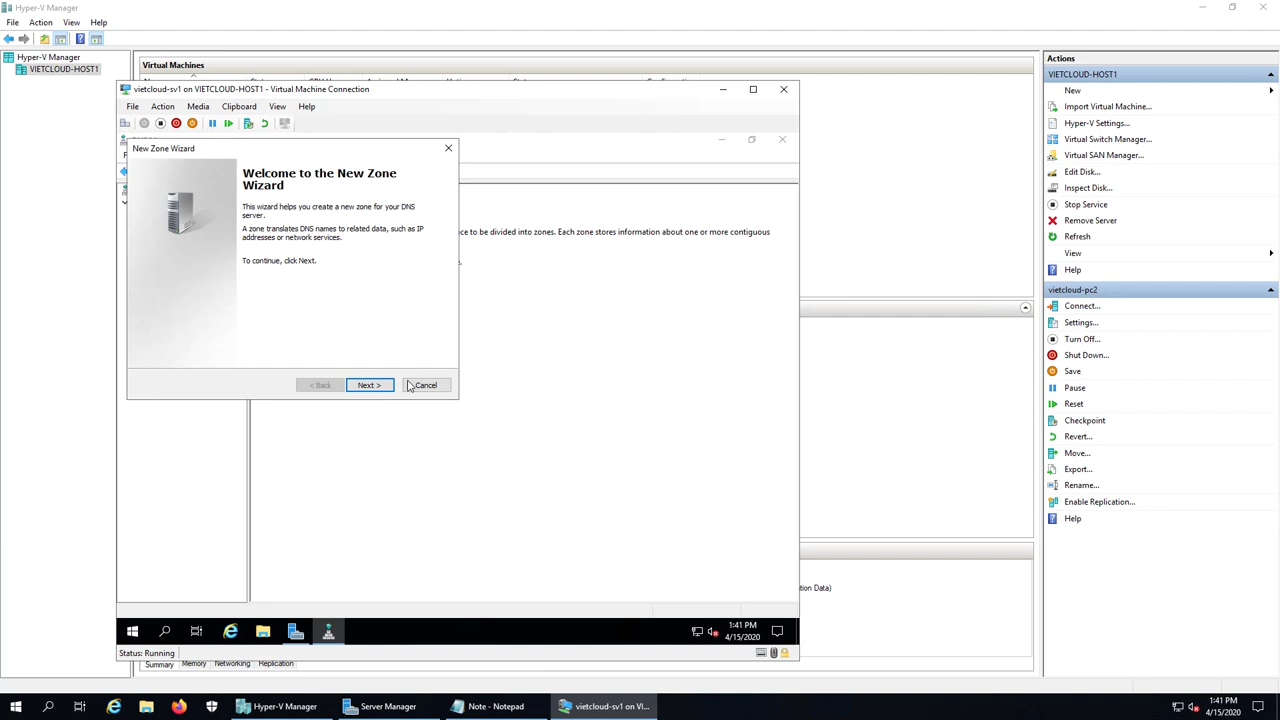 Hyper-V Manager
File Action View Help
Hyper-V Manager
VIETCLOUD-HOST1
Virtual Machines
vietcloud-sv1 on VIETCLOUD-HOST1 - Virtual Machine Connection
File Action Media Clipboard View Help
New Zone Wizard
Welcome to the New Zone
Wizard
This wizard helps you create a new zone for your DNS
server.
A zone translates DNS names to related data, such as IP
addresses or network services.
To continue, click Next.
< Back Next > Cancel
to be divided into zones. Each zone stores information about one or more contiguous
1:41 PM
4/15/2020
Status: Running
Summary Memory Networking Replication
tion Data)
Actions
VIETCLOUD-HOST1
New
Import Virtual Machine...
Hyper-V Settings...
Virtual Switch Manager...
Virtual SAN Manager...
Edit Disk...
Inspect Disk...
Stop Service
Remove Server
Refresh
View
Help
vietcloud-pc2
Connect...
Settings...
Turn Off...
Shut Down...
Save
Pause
Reset
Checkpoint
Revert...
Move...
Export...
Rename...
Enable Replication...
Help
Hyper-V Manager Server Manager Note - Notepad vietcloud-sv1 on VI...
1:41 PM
4/15/2020